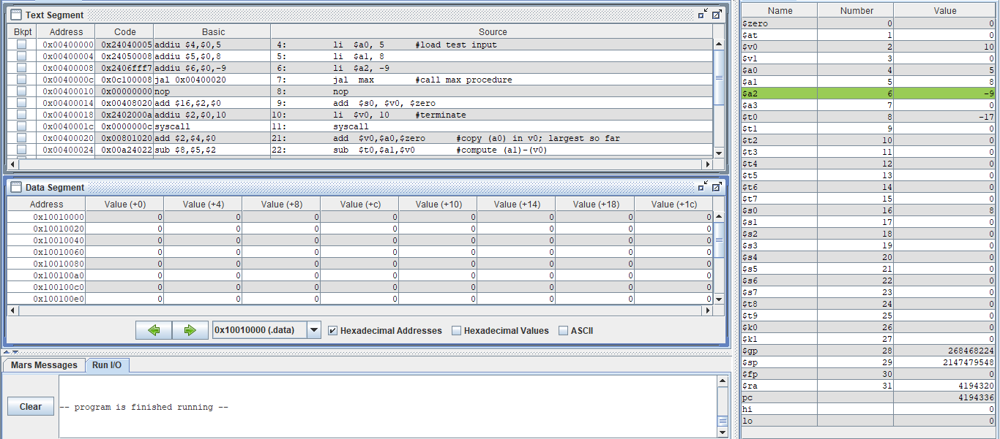 Text Segment
Bkpt Address Code Basic Source
0x00400000 0x24040005 addiu $4,$0,5 4: li $a0, 5 #load test input
0x00400004 0x24050008 addiu $5,$0,8 5: li $a1, 8
0x00400008 0x2406fff7 addiu $6,$0,-9 6: li $a2, -9
0x0040000c 0x0c100008 jal 0x00400020 7: jal max #call max procedure
0x00400010 0x00000000 nop 8: nop
0x00400014 0x00408020 add $16,$2,$0 9: add $s0, $v0, $zero
0x00400018 0x2402000a addiu $2,$0,10 10: li $v0, 10 #terminate
0x0040001c 0x0000000c syscall 11: syscall
0x00400020 0x00801020 add $2,$4,$0 21: add $v0,$a0,$zero #copy (a0) in v0; largest so far
0x00400024 0x00a24022 sub $8,$5,$2 22: sub $t0,$a1,$v0 #compute (a1)-(v0)
Data Segment
Address Value (+0) Value (+4) Value (+8) Value (+c) Value (+10) Value (+14) Value (+18) Value (+1c)
0x10010000 0 0 0 0 0 0 0 0
0x10010020 0 0 0 0 0 0 0 0
0x10010040 0 0 0 0 0 0 0 0
0x10010060 0 0 0 0 0 0 0 0
0x10010080 0 0 0 0 0 0 0 0
0x100100a0 0 0 0 0 0 0 0 0
0x100100c0 0 0 0 0 0 0 0 0
0x100100e0 0 0 0 0 0 0 0 0
0x10010000 (.data) Hexadecimal Addresses Hexadecimal Values ASCII
Mars Messages Run I/O
Clear
-- program is finished running --
Name Number Value
$zero 0 0
$at 1 0
$v0 2 10
$v1 3 0
$a0 4 5
$a1 5 8
$a2 6 -9
$a3 7 0
$t0 8 -17
$t1 9 0
$t2 10 0
$t3 11 0
$t4 12 0
$t5 13 0
$t6 14 0
$t7 15 0
$s0 16 8
$s1 17 0
$s2 18 0
$s3 19 0
$s4 20 0
$s5 21 0
$s6 22 0
$s7 23 0
$t8 24 0
$t9 25 0
$k0 26 0
$k1 27 0
$gp 28 268468224
$sp 29 2147479548
$fp 30 0
$ra 31 4194320
pc 4194336
hi 0
lo 0